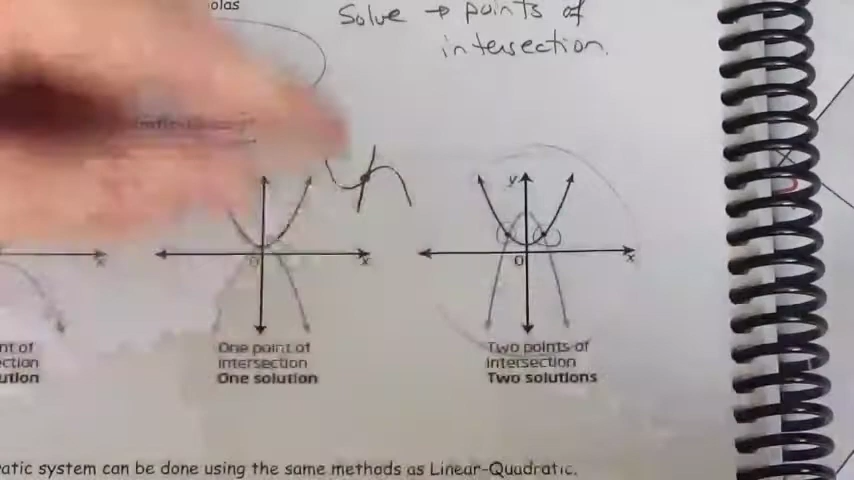 olas
Solve → points of
intersection.
y
x
x
x
0
0
nt of
ection
ution
One point of
intersection
One solution
Two points of
intersection
Two solutions
atic system can be done using the same methods as Linear-Quadratic.